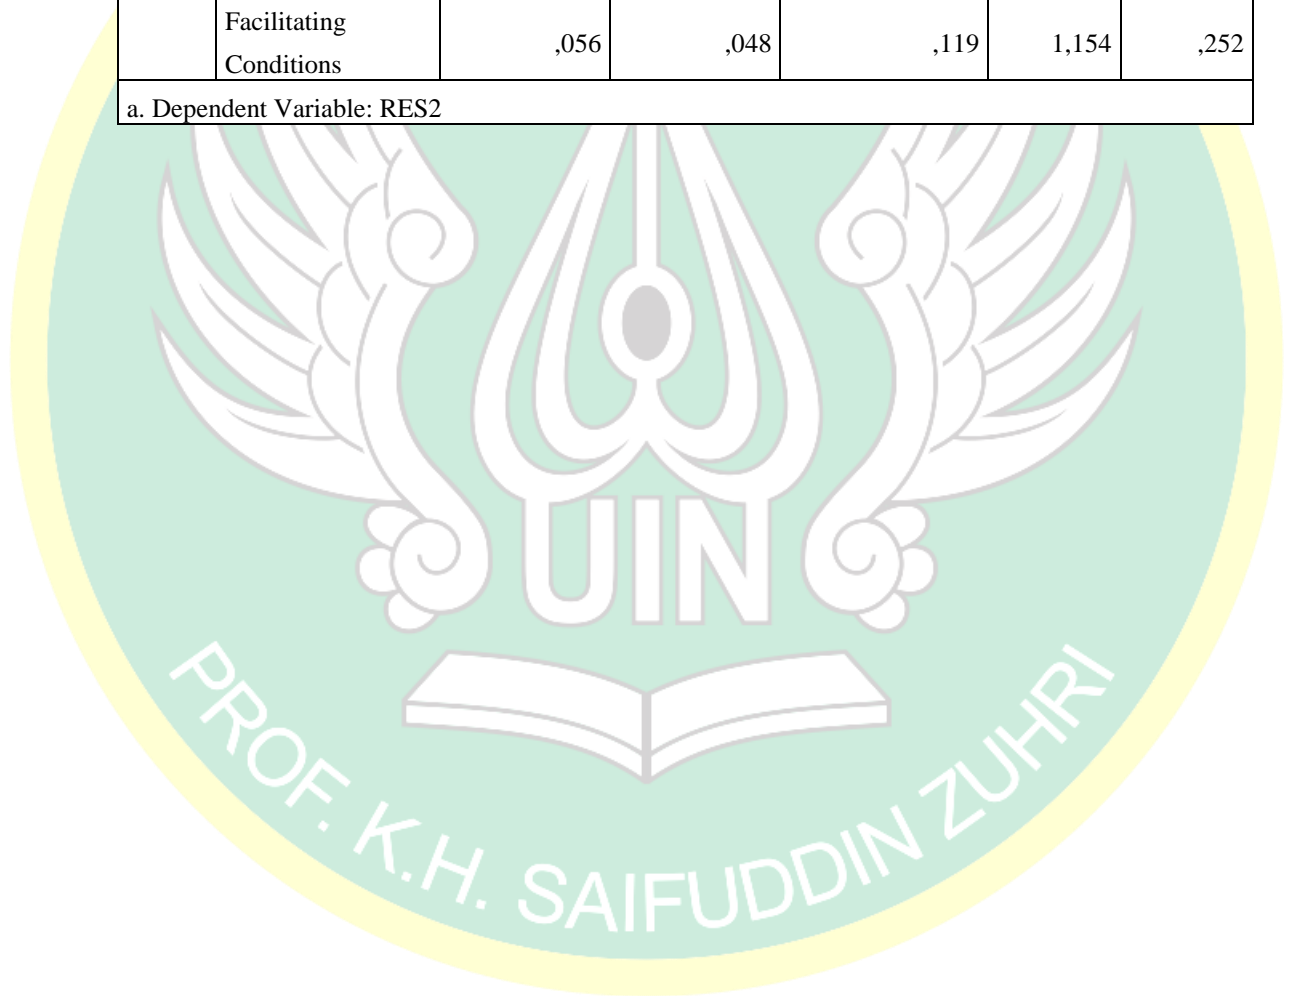 Facilitating
Conditions
,056 ,048 ,119 1,154 ,252
a. Dependent Variable: RES2
UIN
PROF. K.H. SAIFUDDIN ZUHRI